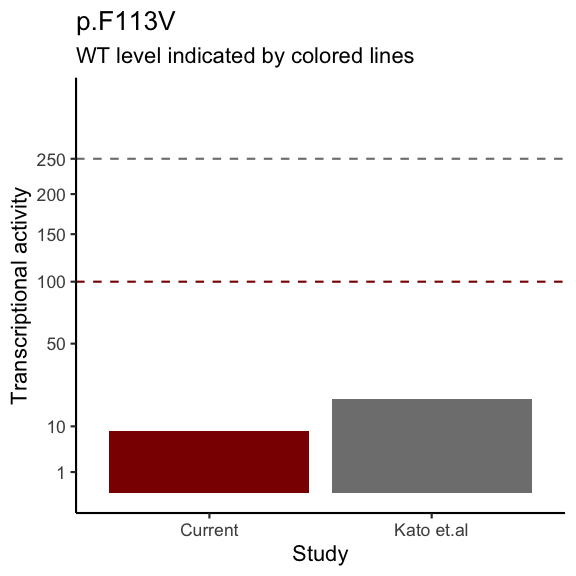 p.F113V
WT level indicated by colored lines
Transcriptional activity
250
200
150
100
50
10
1
Current
Kato et.al
Study